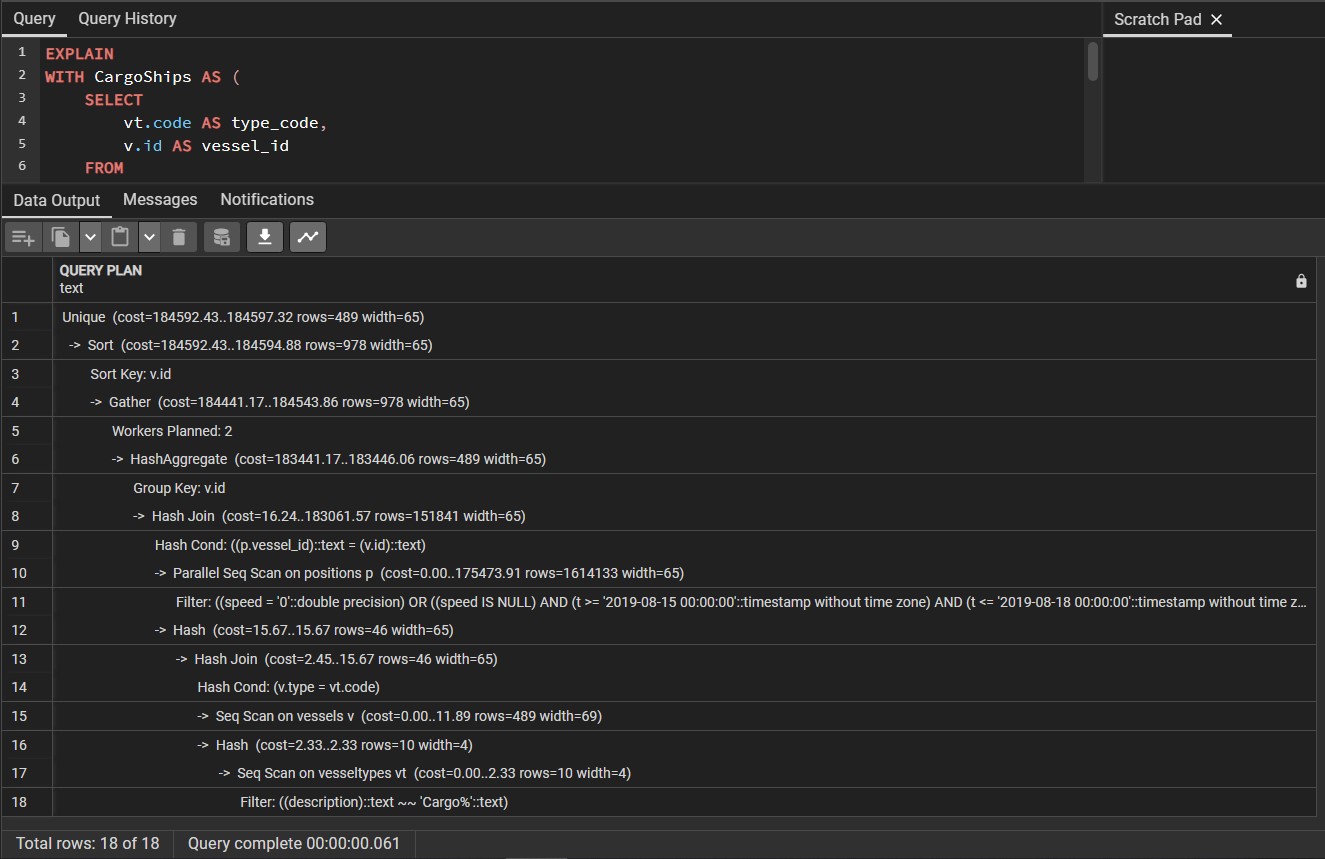 Query Query History
Scratch Pad ✕
1 EXPLAIN
2 WITH CargoShips AS (
3 SELECT
4 vt.code AS type_code,
5 v.id AS vessel_id
6 FROM
Data Output Messages Notifications
QUERY PLAN
text
1 Unique (cost=184592.43..184597.32 rows=489 width=65)
2 -> Sort (cost=184592.43..184594.88 rows=978 width=65)
3 Sort Key: v.id
4 -> Gather (cost=184441.17..184543.86 rows=978 width=65)
5 Workers Planned: 2
6 -> HashAggregate (cost=183441.17..183446.06 rows=489 width=65)
7 Group Key: v.id
8 -> Hash Join (cost=16.24..183061.57 rows=151841 width=65)
9 Hash Cond: ((p.vessel_id)::text = (v.id)::text)
10 -> Parallel Seq Scan on positions p (cost=0.00..175473.91 rows=1614133 width=65)
11 Filter: ((speed = '0'::double precision) OR ((speed IS NULL) AND (t >= '2019-08-15 00:00:00'::timestamp without time zone) AND (t <= '2019-08-18 00:00:00'::timestamp without time z...
12 -> Hash (cost=15.67..15.67 rows=46 width=65)
13 -> Hash Join (cost=2.45..15.67 rows=46 width=65)
14 Hash Cond: (v.type = vt.code)
15 -> Seq Scan on vessels v (cost=0.00..11.89 rows=489 width=69)
16 -> Hash (cost=2.33..2.33 rows=10 width=4)
17 -> Seq Scan on vesseltypes vt (cost=0.00..2.33 rows=10 width=4)
18 Filter: ((description)::text ~~ 'Cargo%'::text)
Total rows: 18 of 18 Query complete 00:00:00.061